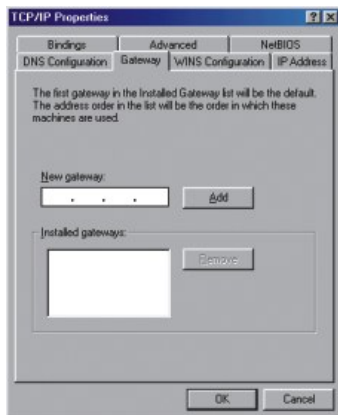 TCP/IP Properties
Bindings Advanced NetBIOS
DNS Configuration Gateway WINS Configuration IP Address
The first gateway in the Installed Gateway list will be the default.
The address order in the list will be the order in which these
machines are used.
New gateway:
. . .
Add
Installed gateways:
Remove
OK Cancel